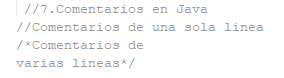 //7.Comentarios en Java
//Comentarios de una sola linea
/*Comentarios de
varias lineas*/